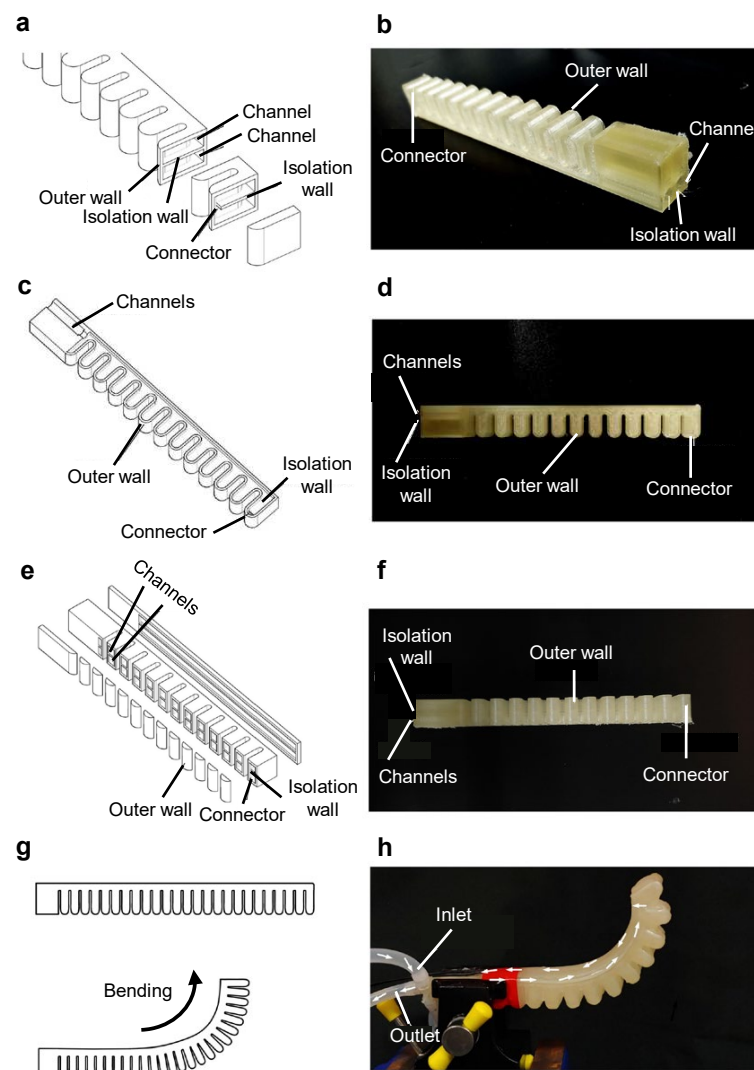 a
Channel
Channel
Isolation
wall
Outer wall
Isolation wall
Connector
b
Outer wall
Channe
Connector
Isolation wall
c
Channels
Outer wall
Isolation
wall
Connector
d
Channels
Isolation
wall
Outer wall
Connector
e
Channels
Isolation
wall
Outer wall
Connector
f
Isolation
wall
Outer wall
Channels
Connector
g
Bending
h
Inlet
Outlet